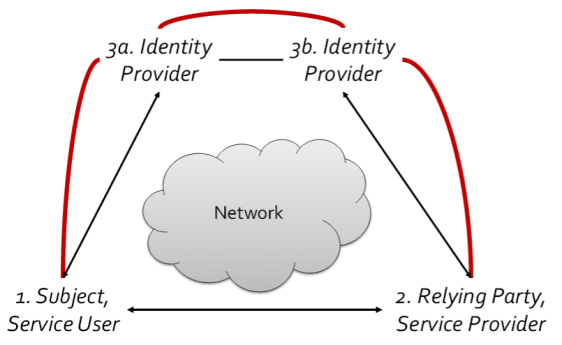 3a. Identity
Provider
3b. Identity
Provider
Network
1. Subject,
Service User
2. Relying Party,
Service Provider